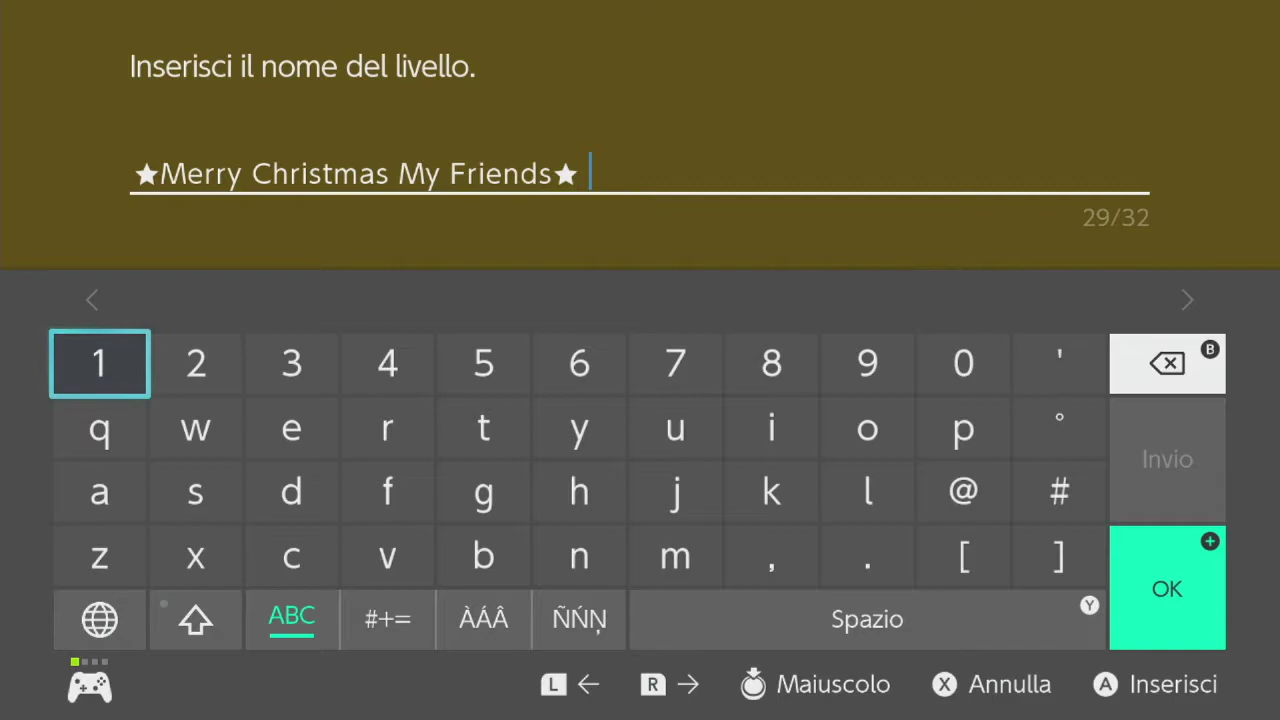 Inserisci il nome del livello.
★Merry Christmas My Friends★
29/32
1 2 3 4 5 6 7 8 9 0 ' B
q w e r t y u i o p ° Invio
a s d f g h j k l @ #
z x c v b n m , . [ ] OK +
ABC #+= ÀÁÂ ÑŃŅ Spazio Y
L ← R → Maiuscolo X Annulla A Inserisci